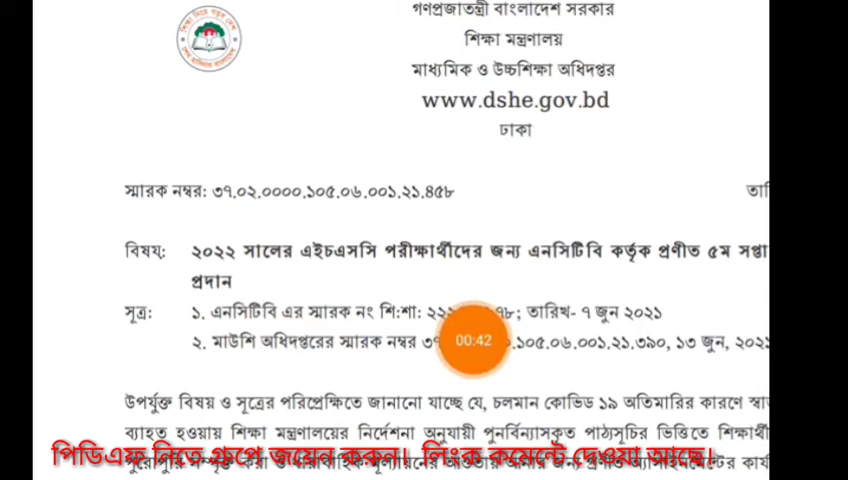 গণপ্রজাতন্ত্রী বাংলাদেশ সরকার
শিক্ষা মন্ত্রণালয়
মাধ্যমিক ও উচ্চশিক্ষা অধিদপ্তর
www.dshe.gov.bd
ঢাকা
স্মারক নম্বর: ৩৭.০২.০০০০.১০৫.০৬.০০১.২১.৪৫৮
বিষয়: ২০২২ সালের এইচএসসি পরীক্ষার্থীদের জন্য এনসিটিবি কর্তৃক প্রণীত ৫ম
প্রদান
সূত্র: ১. এনসিটিবি এর স্মারক নং শি:শা: তারিখ- ৭ জুন ২০২১
২. মাউশি অধিদপ্তরের স্মারক নম্বর .১০৫.০৬.০০১.২১.৩৯০, ১৩ জুন, ২০২১
00:42
উপর্যুক্ত বিষয় ও সূত্রের পরিপ্রেক্ষিতে জানানো যাচ্ছে যে, চলমান কোভিড ১৯ অতিমারির কারণে
ব্যাহত হওয়ায় শিক্ষা মন্ত্রণালয়ের নির্দেশনা অনুযায়ী পুনর্বিন্যাসকৃত পাঠ্যসূচির ভিত্তিতে
পিডিএফ নিতে গ্রুপে জয়েন করুন। লিংক কমেন্টে দেওয়া আছে।